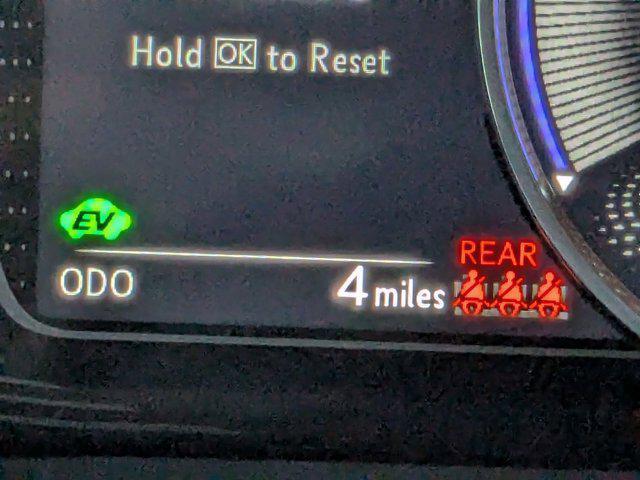 Hold OK to Reset
EV
REAR
ODO 4 miles